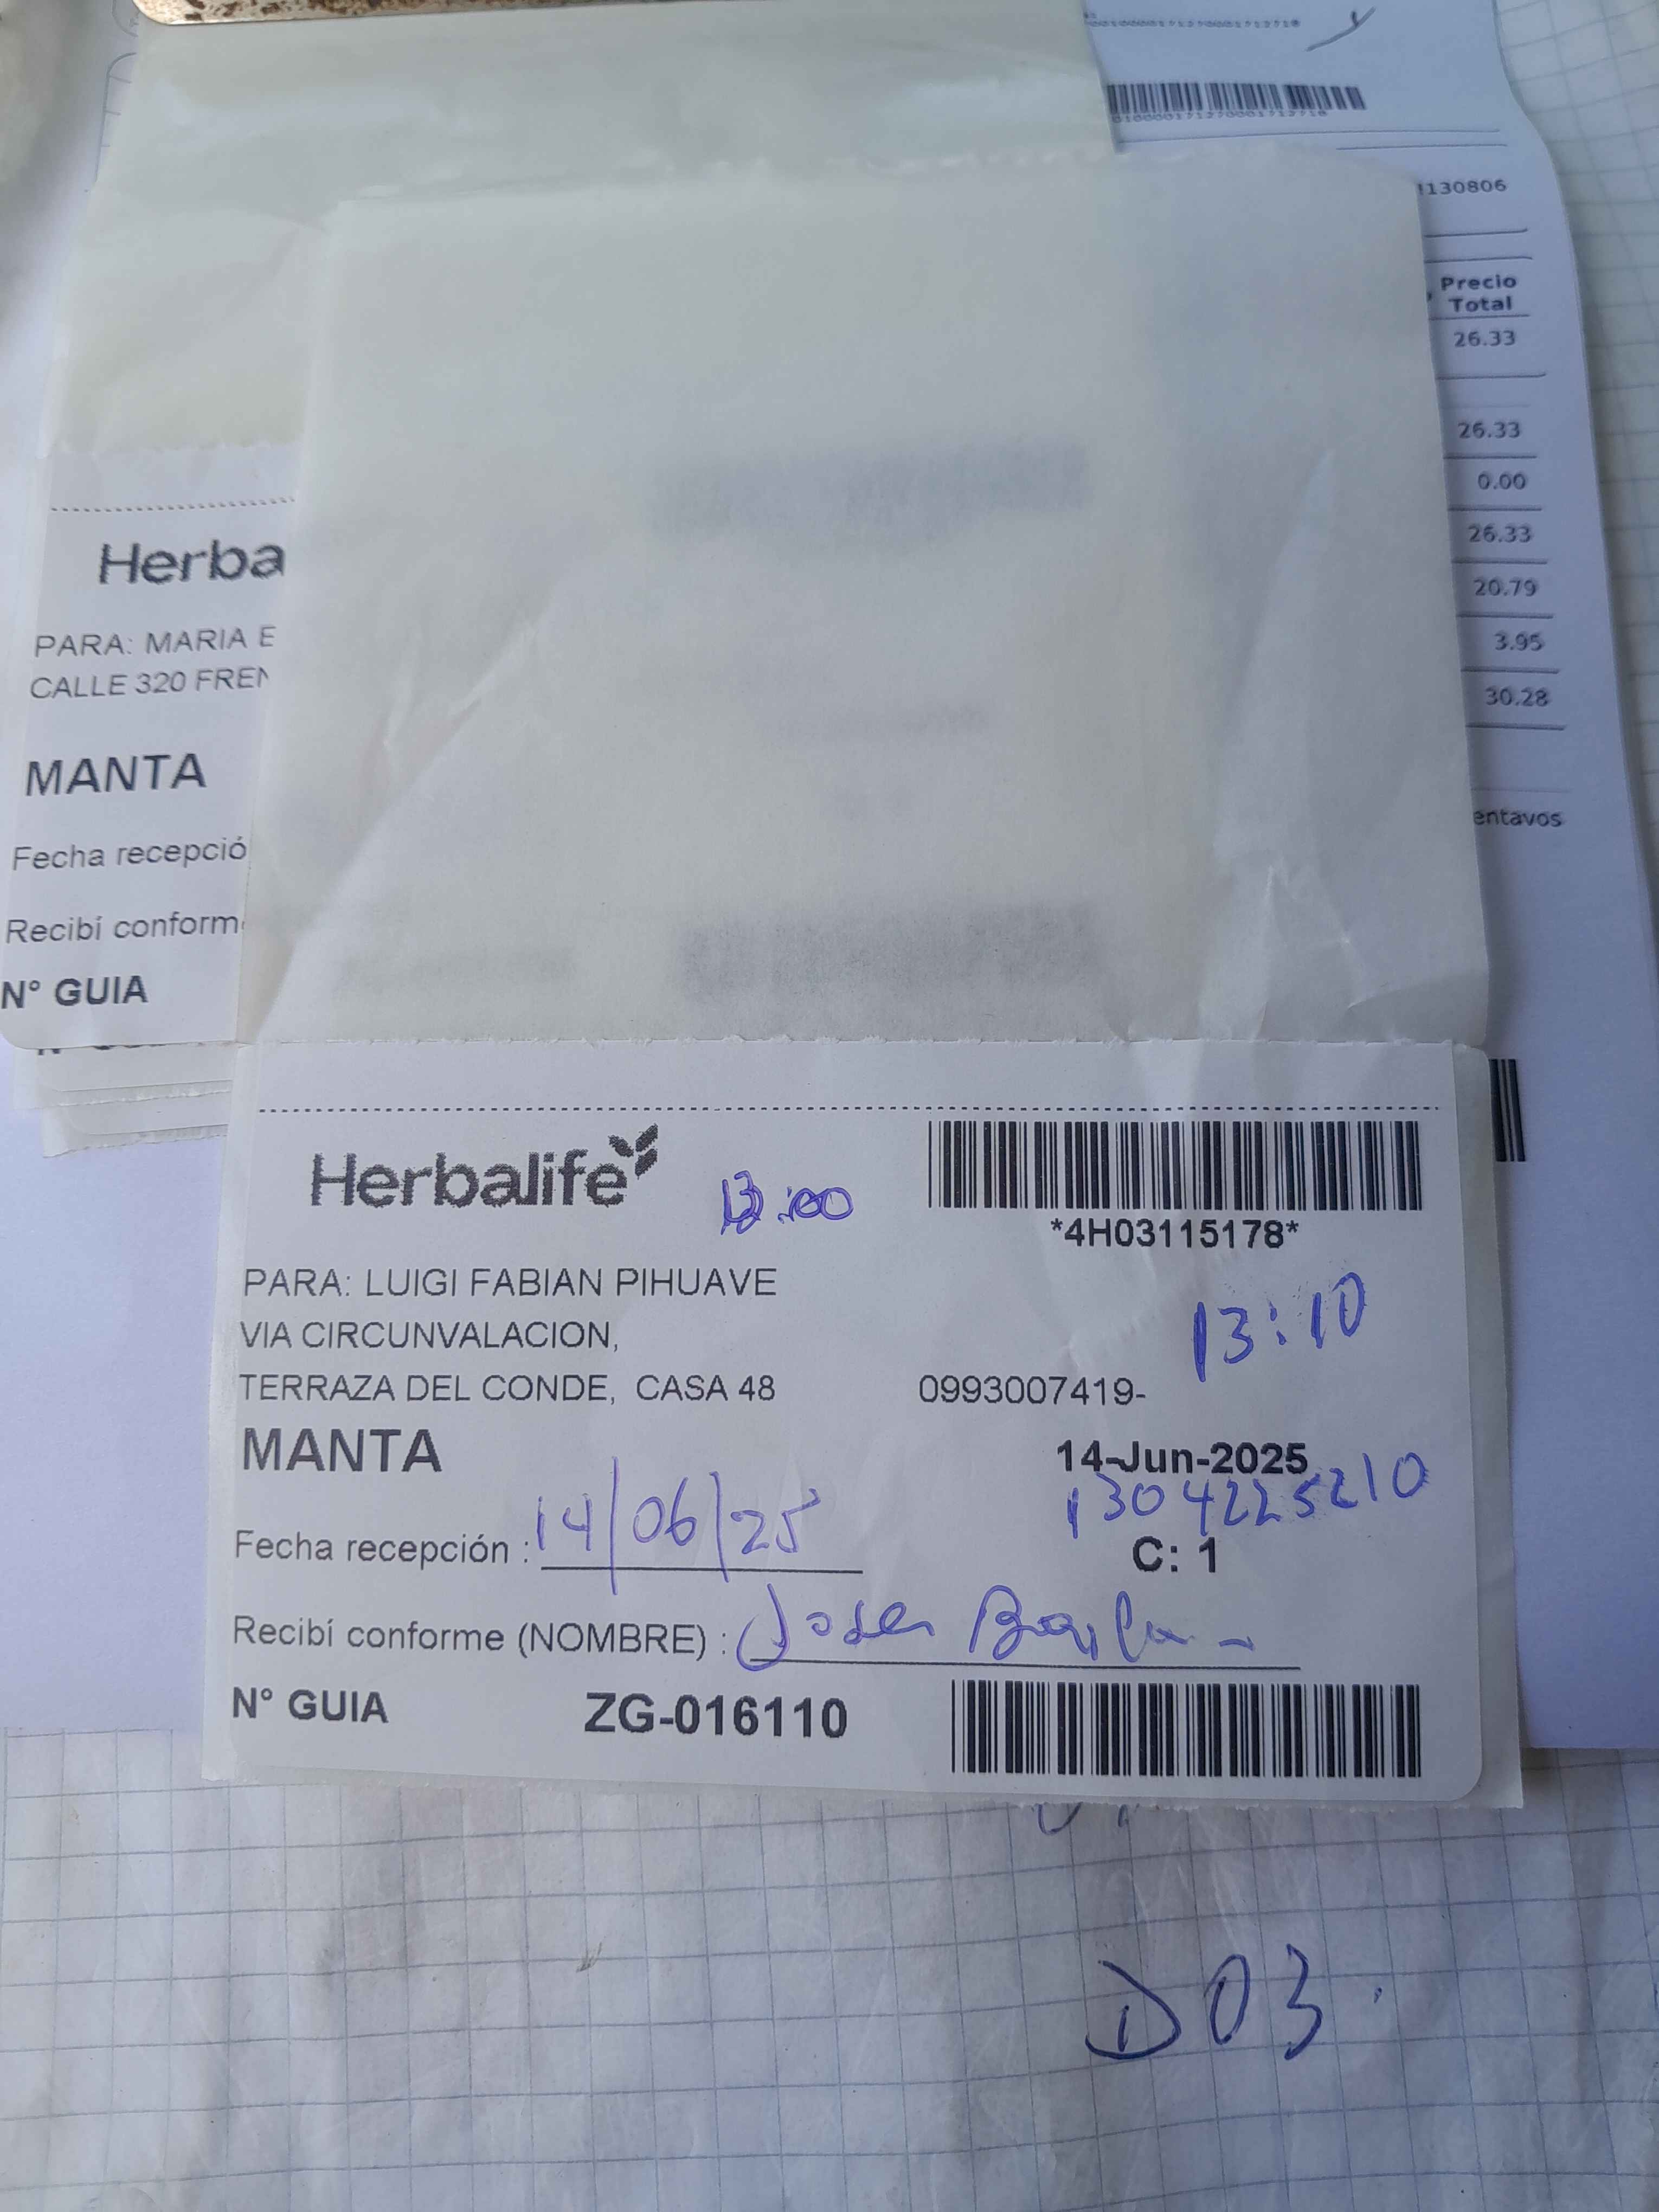 !130806
Precio
Total
26.33
26.33
0.00
26.33
20.79
3.95
30.28
entavos
Herba
PARA: MARIA E
CALLE 320 FREN
MANTA
Fecha recepció
Recibí conform
N° GUIA
Herbalife
13:00
*4H03115178*
PARA: LUIGI FABIAN PIHUAVE
13:10
VIA CIRCUNVALACION,
TERRAZA DEL CONDE, CASA 48 0993007419-
MANTA 14-Jun-2025
1304225210
Fecha recepción : 14/06/25 C: 1
Recibí conforme (NOMBRE) :
N° GUIA ZG-016110
D03.